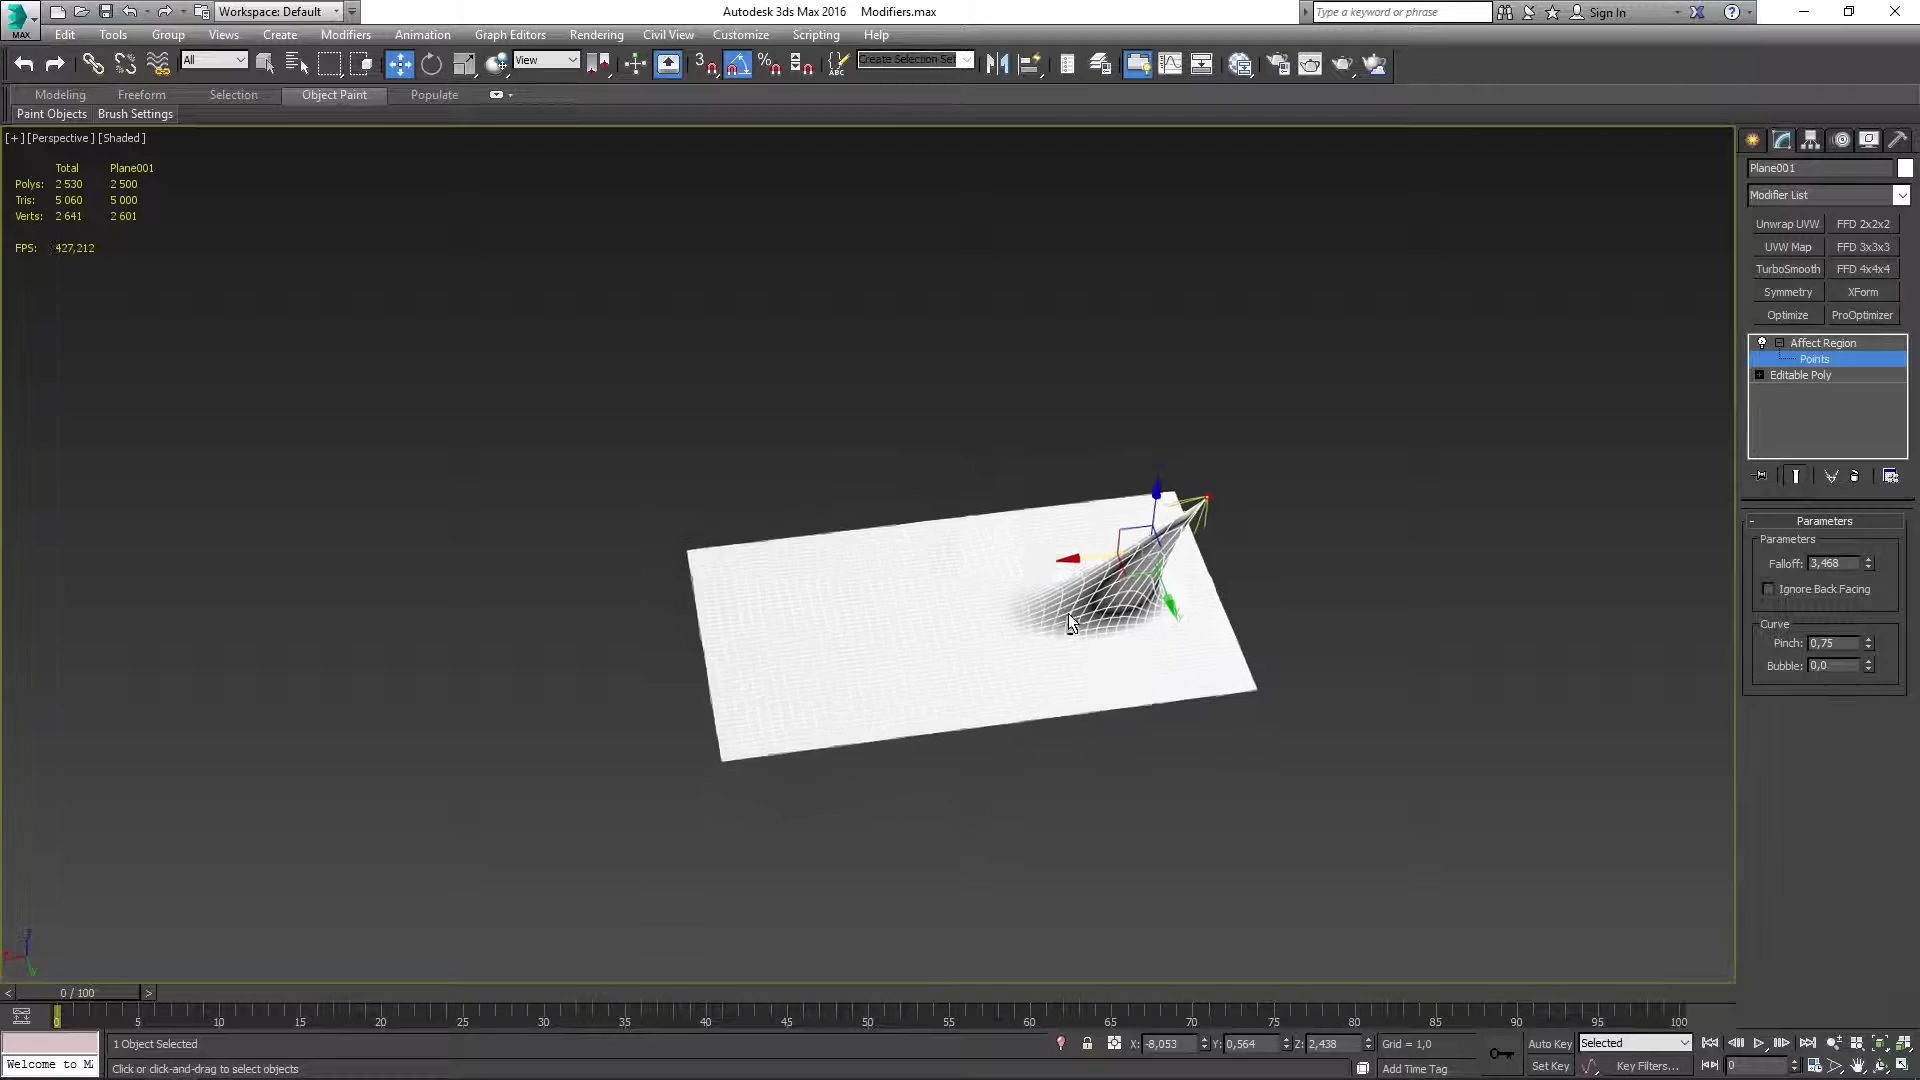 Workspace: Default
Autodesk 3ds Max 2016 Modifiers.max
Type a keyword or phrase
Sign In
MAX
Edit Tools Group Views Create Modifiers Animation Graph Editors Rendering Civil View Customize Scripting Help
All
View
3
%
ABC
Create Selection Set
Modeling Freeform Selection Object Paint Populate
Paint Objects Brush Settings
[+] [Perspective] [Shaded]
Total Plane001
Polys: 2 530 2 500
Tris: 5 060 5 000
Verts: 2 641 2 601
FPS: 427,212
Plane001
Modifier List
Unwrap UVW FFD 2x2x2
UVW Map FFD 3x3x3
TurboSmooth FFD 4x4x4
Symmetry XForm
Optimize ProOptimizer
Affect Region
Points
Editable Poly
- Parameters
Parameters
Falloff: 3,468
Ignore Back Facing
Curve
Pinch: 0,75
Bubble: 0,0
< 0 / 100 >
0 5 10 15 20 25 30 35 40 45 50 55 60 65 70 75 80 85 90 95 100
1 Object Selected
X: -8,053 Y: 0,564 Z: 2,438
Grid = 1,0
Auto Key Selected
Welcome to M
Click or click-and-drag to select objects
Add Time Tag
Set Key Key Filters...
0